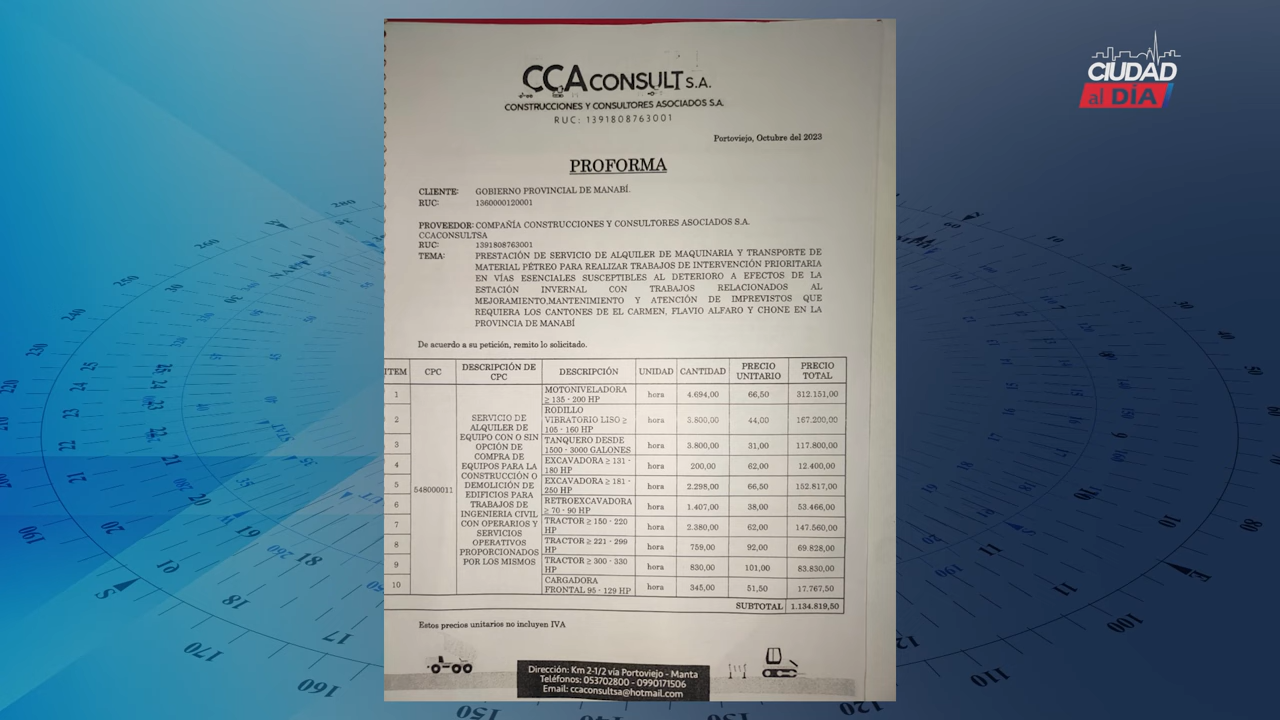 CIUDAD
al DÍA
CCA CONSULT S.A.
CONSTRUCCIONES Y CONSULTORES ASOCIADOS S.A.
RUC: 1391808763001
Portoviejo, Octubre del 2023
PROFORMA
CLIENTE: GOBIERNO PROVINCIAL DE MANABÍ.
RUC: 1360000120001
PROVEEDOR: COMPAÑÍA CONSTRUCCIONES Y CONSULTORES ASOCIADOS S.A.
CCACONSULTSA
RUC: 1391808763001
TEMA: PRESTACIÓN DE SERVICIO DE ALQUILER DE MAQUINARIA Y TRANSPORTE DE
MATERIAL PÉTREO PARA REALIZAR TRABAJOS DE INTERVENCIÓN PRIORITARIA
EN VÍAS ESENCIALES SUSCEPTIBLES AL DETERIORO A EFECTOS DE LA
ESTACIÓN INVERNAL CON TRABAJOS RELACIONADOS AL
MEJORAMIENTO,MANTENIMIENTO Y ATENCIÓN DE IMPREVISTOS QUE
REQUIERA LOS CANTONES DE EL CARMEN, FLAVIO ALFARO Y CHONE EN LA
PROVINCIA DE MANABÍ
De acuerdo a su petición, remito lo solicitado.
ITEM CPC DESCRIPCIÓN DE CPC DESCRIPCIÓN UNIDAD CANTIDAD PRECIO UNITARIO PRECIO TOTAL
548000011
SERVICIO DE
ALQUILER DE
EQUIPO CON O SIN
OPCIÓN DE
COMPRA DE
EQUIPOS PARA LA
CONSTRUCCIÓN O
DEMOLICIÓN DE
EDIFICIOS PARA
TRABAJOS DE
INGENIERIA CIVIL
CON OPERARIOS Y
SERVICIOS
OPERATIVOS
PROPORCIONADOS
POR LOS MISMOS
1 MOTONIVELADORA ≥ 135 - 200 HP hora 4.694,00 66,50 312.151,00
2 RODILLO VIBRATORIO LISO ≥ 105 - 160 HP hora 3.800,00 44,00 167.200,00
3 TANQUERO DESDE 1500 - 3000 GALONES hora 3.800,00 31,00 117.800,00
4 EXCAVADORA ≥ 131 - 180 HP hora 200,00 62,00 12.400,00
5 EXCAVADORA ≥ 181 - 250 HP hora 2.298,00 66,50 152.817,00
6 RETROEXCAVADORA ≥ 70 - 90 HP hora 1.407,00 38,00 53.466,00
7 TRACTOR ≥ 150 - 220 HP hora 2.380,00 62,00 147.560,00
8 TRACTOR ≥ 221 - 299 HP hora 759,00 92,00 69.828,00
9 TRACTOR ≥ 300 - 330 HP hora 830,00 101,00 83.830,00
10 CARGADORA FRONTAL 95 - 129 HP hora 345,00 51,50 17.767,50
SUBTOTAL 1.134.819,50
Estos precios unitarios no incluyen IVA
Dirección: Km 2-1/2 vía Portoviejo - Manta
Teléfonos: 053702800 - 0990171506
Email: ccaconsultsa@hotmail.com